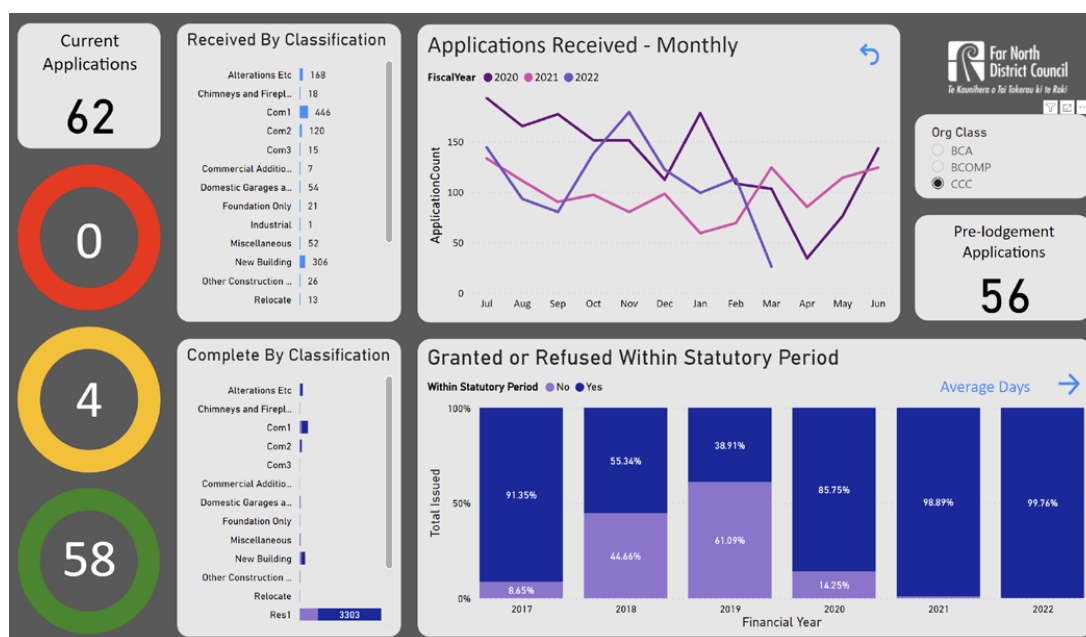 Current
Applications
62
0
4
58
Received By Classification
Alterations Etc 168
Chimneys and Firepl... 18
Com1 446
Com2 120
Com3 15
Commercial Additio... 7
Domestic Garages a... 54
Foundation Only 21
Industrial 1
Miscellaneous 52
New Building 306
Other Construction ... 26
Relocate 13
Complete By Classification
Alterations Etc
Chimneys and Firepl...
Com1
Com2
Com3
Commercial Additio...
Domestic Garages a...
Foundation Only
Miscellaneous
New Building
Other Construction ...
Relocate
Res1 3303
Applications Received - Monthly
FiscalYear 2020 2021 2022
ApplicationCount
150
100
50
0
Jul Aug Sep Oct Nov Dec Jan Feb Mar Apr May Jun
Far North
District Council
Te Kaunihera o Tai Tokerau ki te Raki
Org Class
BCA
BCOMP
CCC
Pre-lodgement
Applications
56
Granted or Refused Within Statutory Period
Within Statutory Period No Yes
Average Days
Total Issued
100%
50%
0%
91.35% 55.34% 38.91% 85.75% 98.89% 99.76%
8.65% 44.66% 61.09% 14.25%
2017 2018 2019 2020 2021 2022
Financial Year